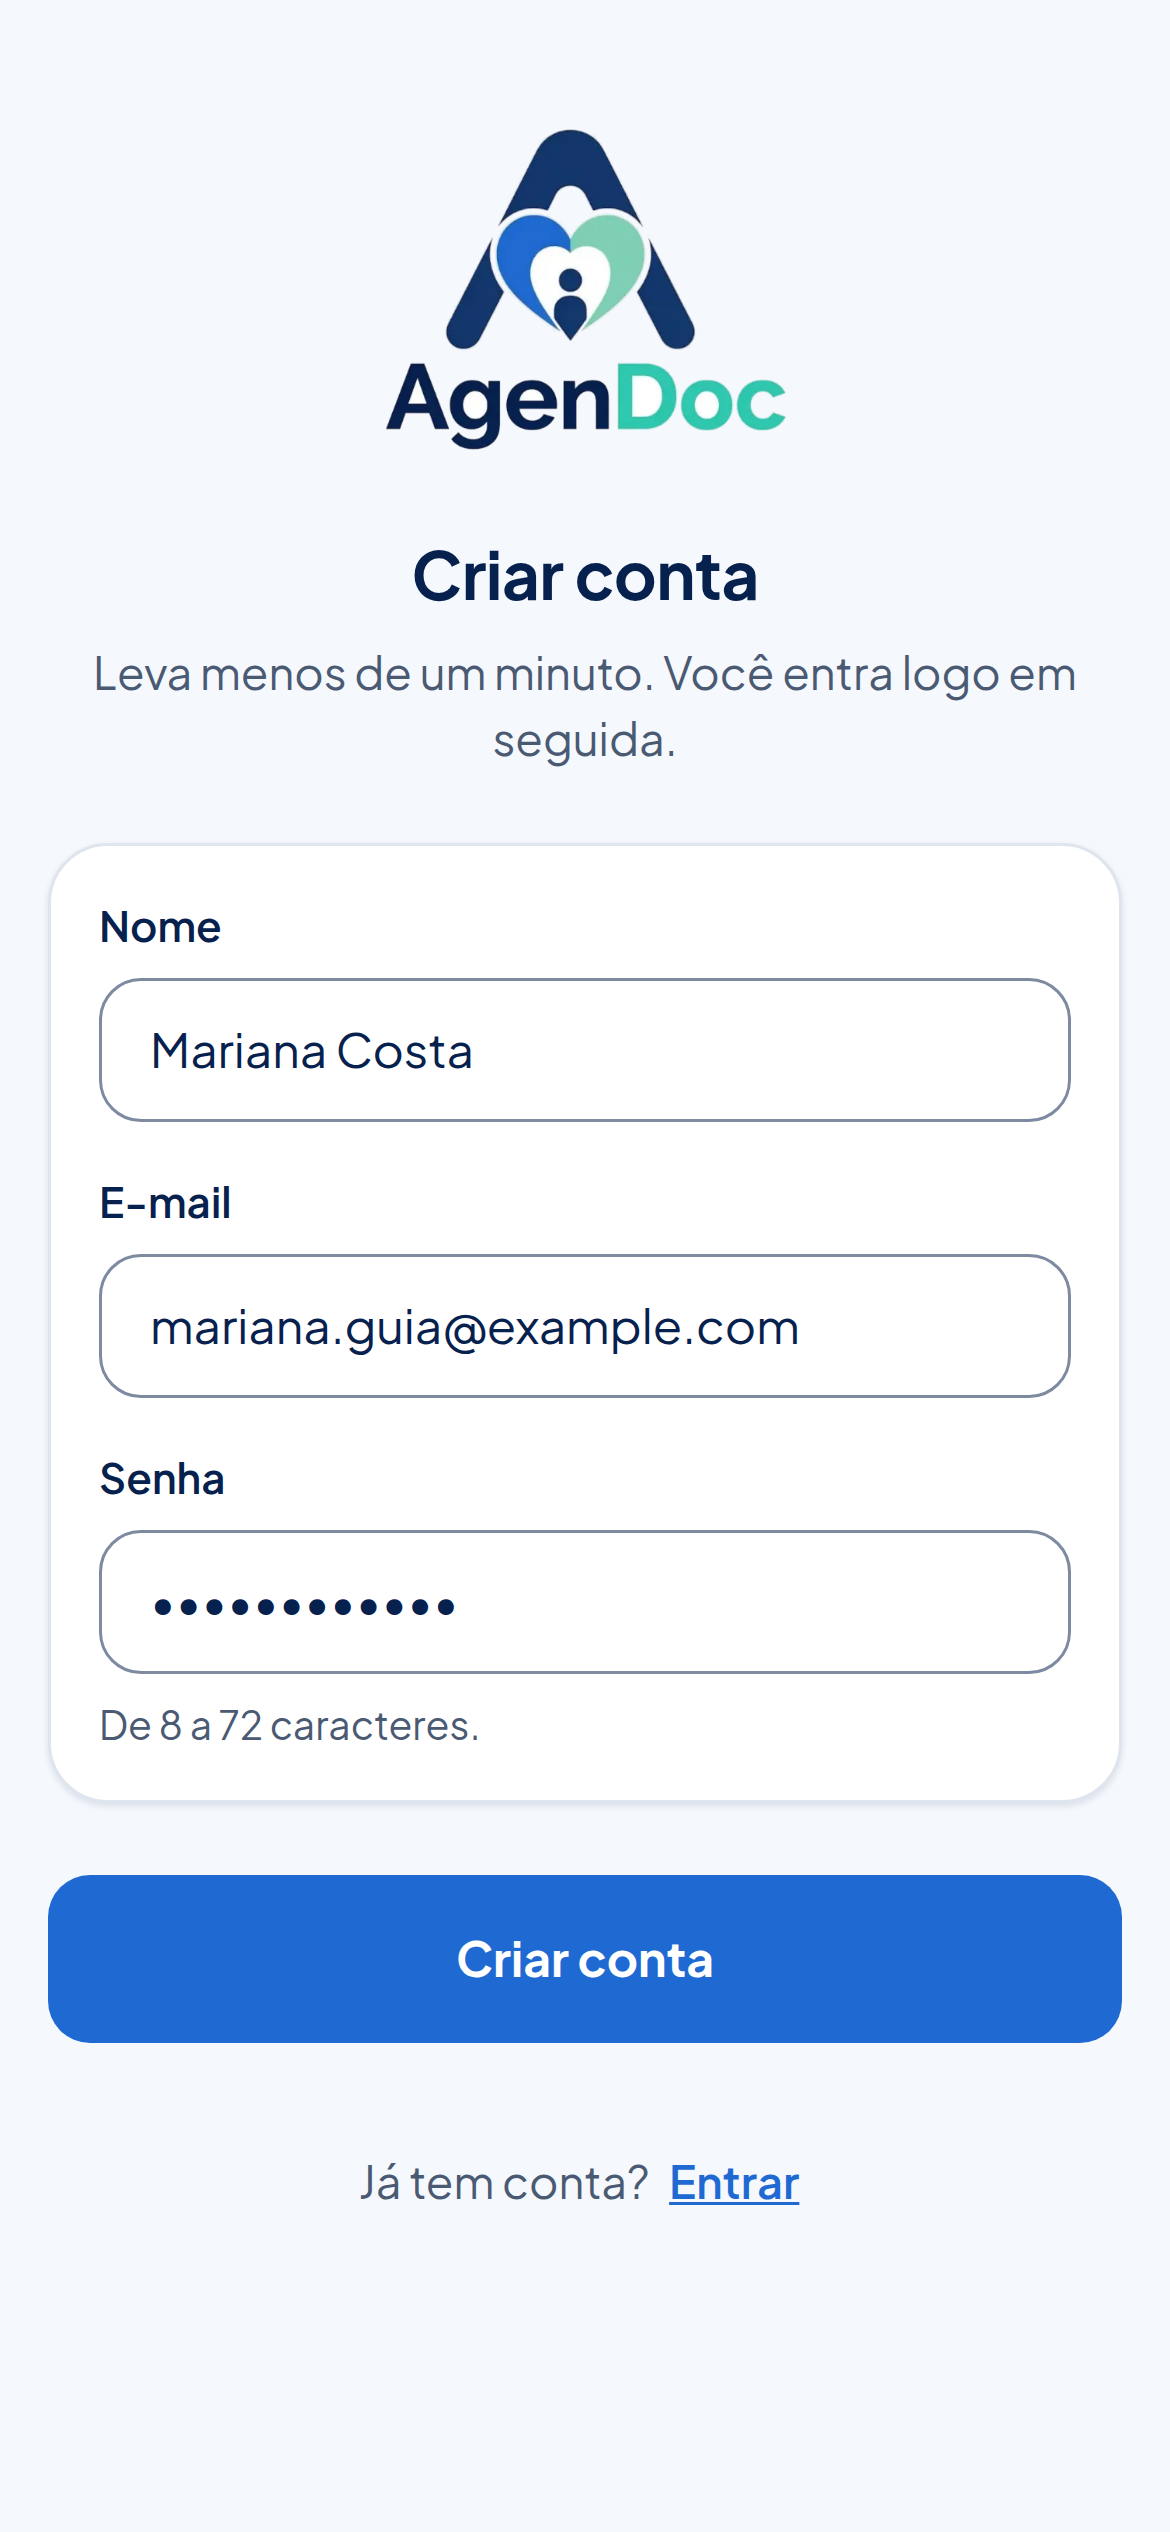 AgenDoc
Criar conta
Leva menos de um minuto. Você entra logo em
seguida.
Nome
Mariana Costa
E-mail
mariana.guia@example.com
Senha
••••••••••••
De 8 a 72 caracteres.
Criar conta
Já tem conta? Entrar